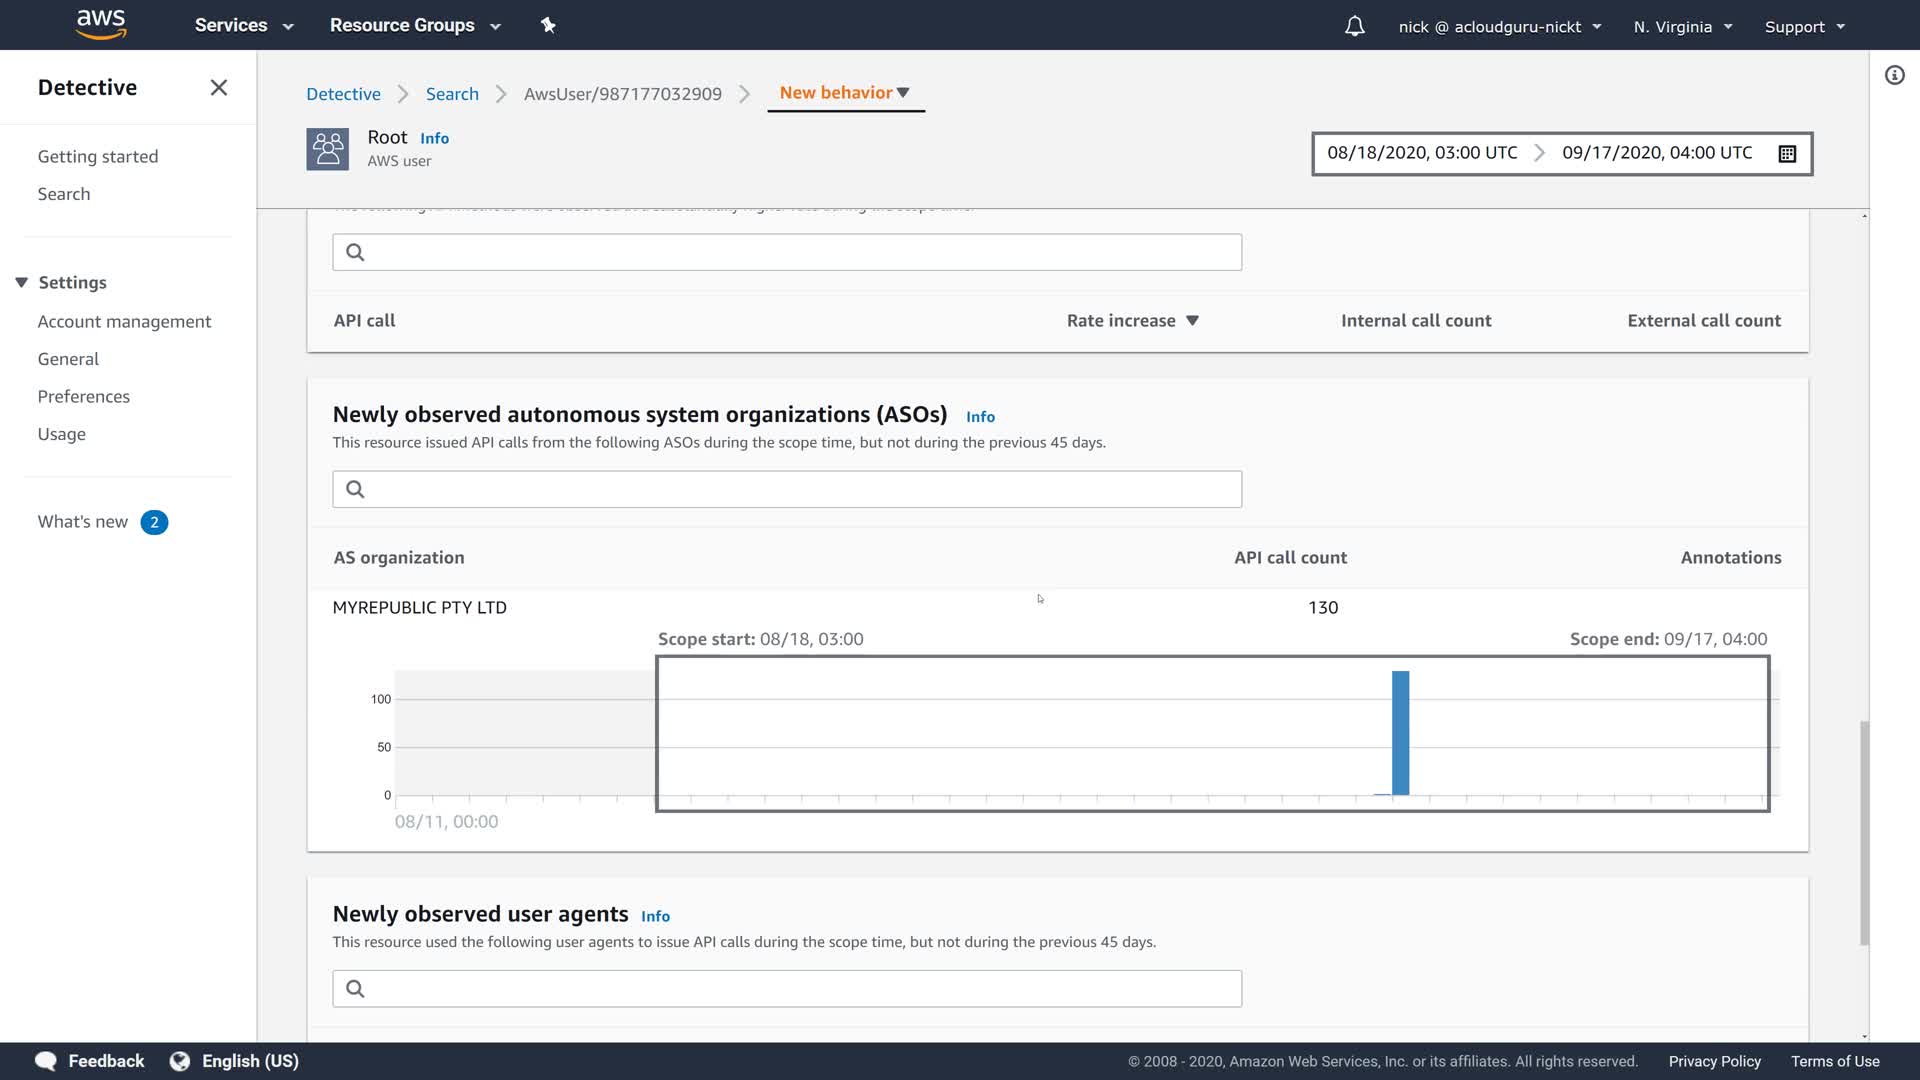 aws
Services
Resource Groups
nick @ acloudguru-nickt
N. Virginia
Support
Detective
Getting started
Search
Settings
Account management
General
Preferences
Usage
What's new 2
Detective
Search
AwsUser/987177032909
New behavior
Root Info
AWS user
08/18/2020, 03:00 UTC
09/17/2020, 04:00 UTC
API call
Rate increase
Internal call count
External call count
Newly observed autonomous system organizations (ASOs) Info
This resource issued API calls from the following ASOs during the scope time, but not during the previous 45 days.
AS organization
API call count
Annotations
MYREPUBLIC PTY LTD
130
Scope start: 08/18, 03:00
Scope end: 09/17, 04:00
100
50
0
08/11, 00:00
Newly observed user agents Info
This resource used the following user agents to issue API calls during the scope time, but not during the previous 45 days.
Feedback
English (US)
© 2008 - 2020, Amazon Web Services, Inc. or its affiliates. All rights reserved.
Privacy Policy
Terms of Use